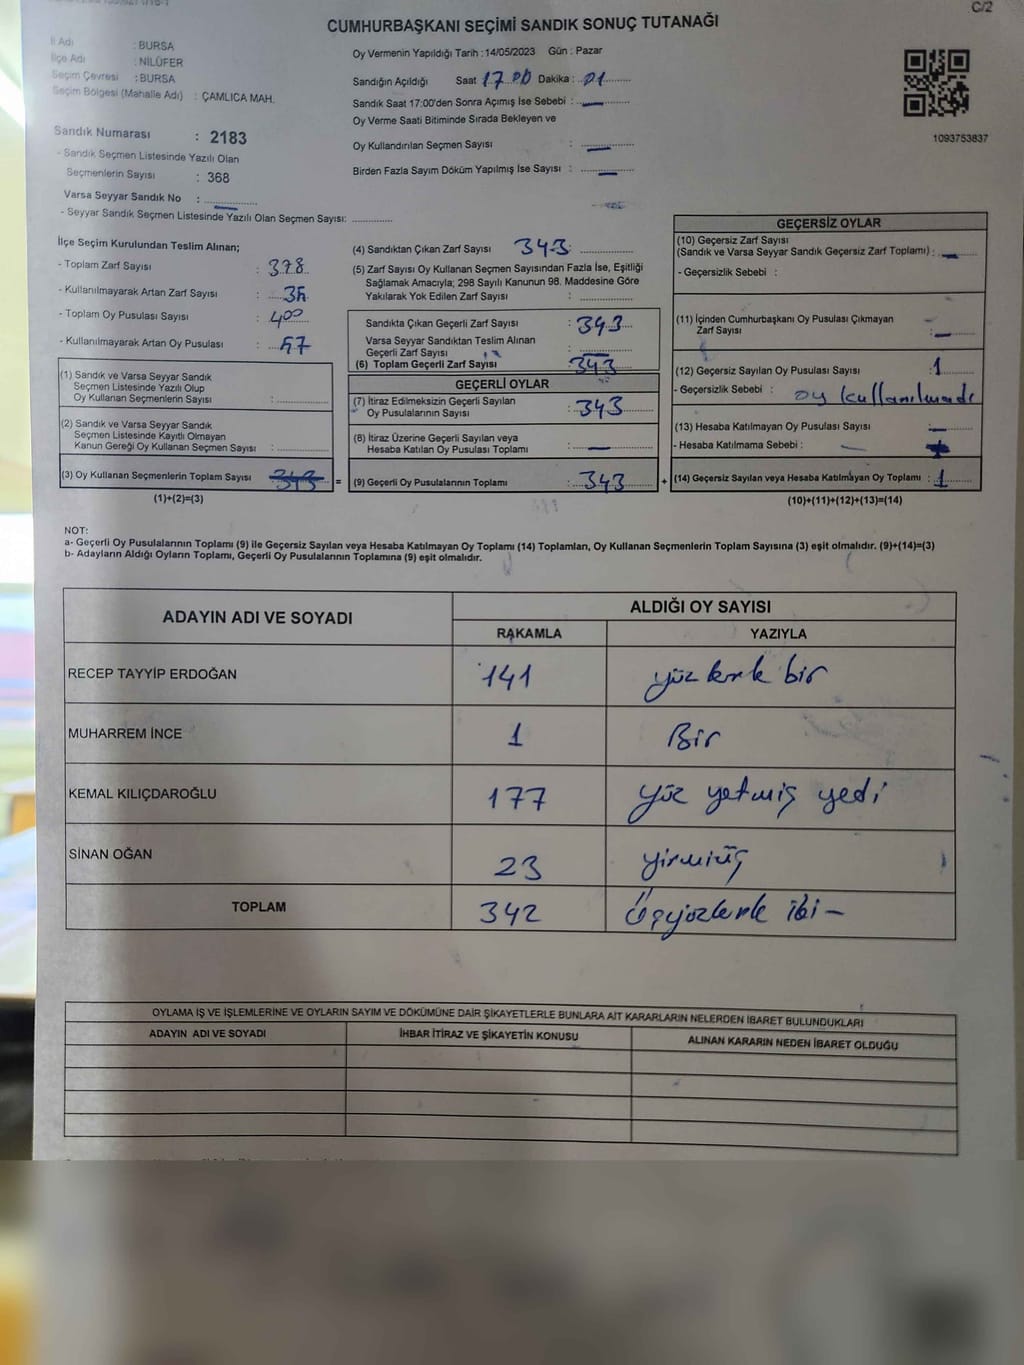 C/2
CUMHURBAŞKANI SEÇİMİ SANDIK SONUÇ TUTANAĞI
İl Adı : BURSA
İlçe Adı : NİLÜFER
Seçim Çevresi : BURSA
Seçim Bölgesi (Mahalle Adı) : ÇAMLICA MAH.
Sandık Numarası : 2183
- Sandık Seçmen Listesinde Yazılı Olan
Seçmenlerin Sayısı : 368
Varsa Seyyar Sandık No :
- Seyyar Sandık Seçmen Listesinde Yazılı Olan Seçmen Sayısı:
Oy Vermenin Yapıldığı Tarih : 14/05/2023 Gün : Pazar
Sandığın Açıldığı Saat 17.00 Dakika : 01
Sandık Saat 17:00'den Sonra Açımış İse Sebebi : —
Oy Verme Saati Bitiminde Sırada Bekleyen ve
Oy Kullandırılan Seçmen Sayısı : —
Birden Fazla Sayım Döküm Yapılmış İse Sayısı : —
1093753837
İlçe Seçim Kurulundan Teslim Alınan;
- Toplam Zarf Sayısı : 378
- Kullanılmayarak Artan Zarf Sayısı :
- Toplam Oy Pusulası Sayısı : 400
- Kullanılmayarak Artan Oy Pusulası : 57
(1) Sandık ve Varsa Seyyar Sandık
Seçmen Listesinde Yazılı Olup
Oy Kullanan Seçmenlerin Sayısı :
(2) Sandık ve Varsa Seyyar Sandık
Seçmen Listesinde Kayıtlı Olmayan
Kanun Gereği Oy Kullanan Seçmen Sayısı :
(3) Oy Kullanan Seçmenlerin Toplam Sayısı 343 =
(1)+(2)=(3)
(4) Sandıktan Çıkan Zarf Sayısı 343
(5) Zarf Sayısı Oy Kullanan Seçmen Sayısından Fazla İse, Eşitliği
Sağlamak Amacıyla; 298 Sayılı Kanunun 98. Maddesine Göre
Yakılarak Yok Edilen Zarf Sayısı :
Sandıkta Çıkan Geçerli Zarf Sayısı : 343
Varsa Seyyar Sandıktan Teslim Alınan
Geçerli Zarf Sayısı :
(6) Toplam Geçerli Zarf Sayısı 343
GEÇERLİ OYLAR
(7) İtiraz Edilmeksizin Geçerli Sayılan
Oy Pusulalarının Sayısı : 343
(8) İtiraz Üzerine Geçerli Sayılan veya
Hesaba Katılan Oy Pusulası Toplamı : —
(9) Geçerli Oy Pusulalarının Toplamı : 343 +
GEÇERSİZ OYLAR
(10) Geçersiz Zarf Sayısı
(Sandık ve Varsa Seyyar Sandık Geçersiz Zarf Toplamı) : —
- Geçersizlik Sebebi :
(11) İçinden Cumhurbaşkanı Oy Pusulası Çıkmayan
Zarf Sayısı : —
(12) Geçersiz Sayılan Oy Pusulası Sayısı : 1
- Geçersizlik Sebebi : oy kullanılmadı
(13) Hesaba Katılmayan Oy Pusulası Sayısı : —
- Hesaba Katılmama Sebebi :
(14) Geçersiz Sayılan veya Hesaba Katılmayan Oy Toplamı : 1
(10)+(11)+(12)+(13)=(14)
NOT:
a- Geçerli Oy Pusulalarının Toplamı (9) ile Geçersiz Sayılan veya Hesaba Katılmayan Oy Toplamı (14) Toplamları, Oy Kullanan Seçmenlerin Toplam Sayısına (3) eşit olmalıdır. (9)+(14)=(3)
b- Adayların Aldığı Oyların Toplamı, Geçerli Oy Pusulalarının Toplamına (9) eşit olmalıdır.
ADAYIN ADI VE SOYADI ALDIĞI OY SAYISI
RAKAMLA YAZIYLA
RECEP TAYYİP ERDOĞAN 141 yüz kırk bir
MUHARREM İNCE 1 Bir
KEMAL KILIÇDAROĞLU 177 yüz yetmiş yedi
SİNAN OĞAN 23 yirmiüç
TOPLAM 342 Üçyüzkırk iki —
OYLAMA İŞ VE İŞLEMLERİNE VE OYLARIN SAYIM VE DÖKÜMÜNE DAİR ŞİKAYETLERLE BUNLARA AİT KARARLARIN NELERDEN İBARET BULUNDUKLARI
ADAYIN ADI VE SOYADI İHBAR İTİRAZ VE ŞİKAYETİN KONUSU ALINAN KARARIN NEDEN İBARET OLDUĞU